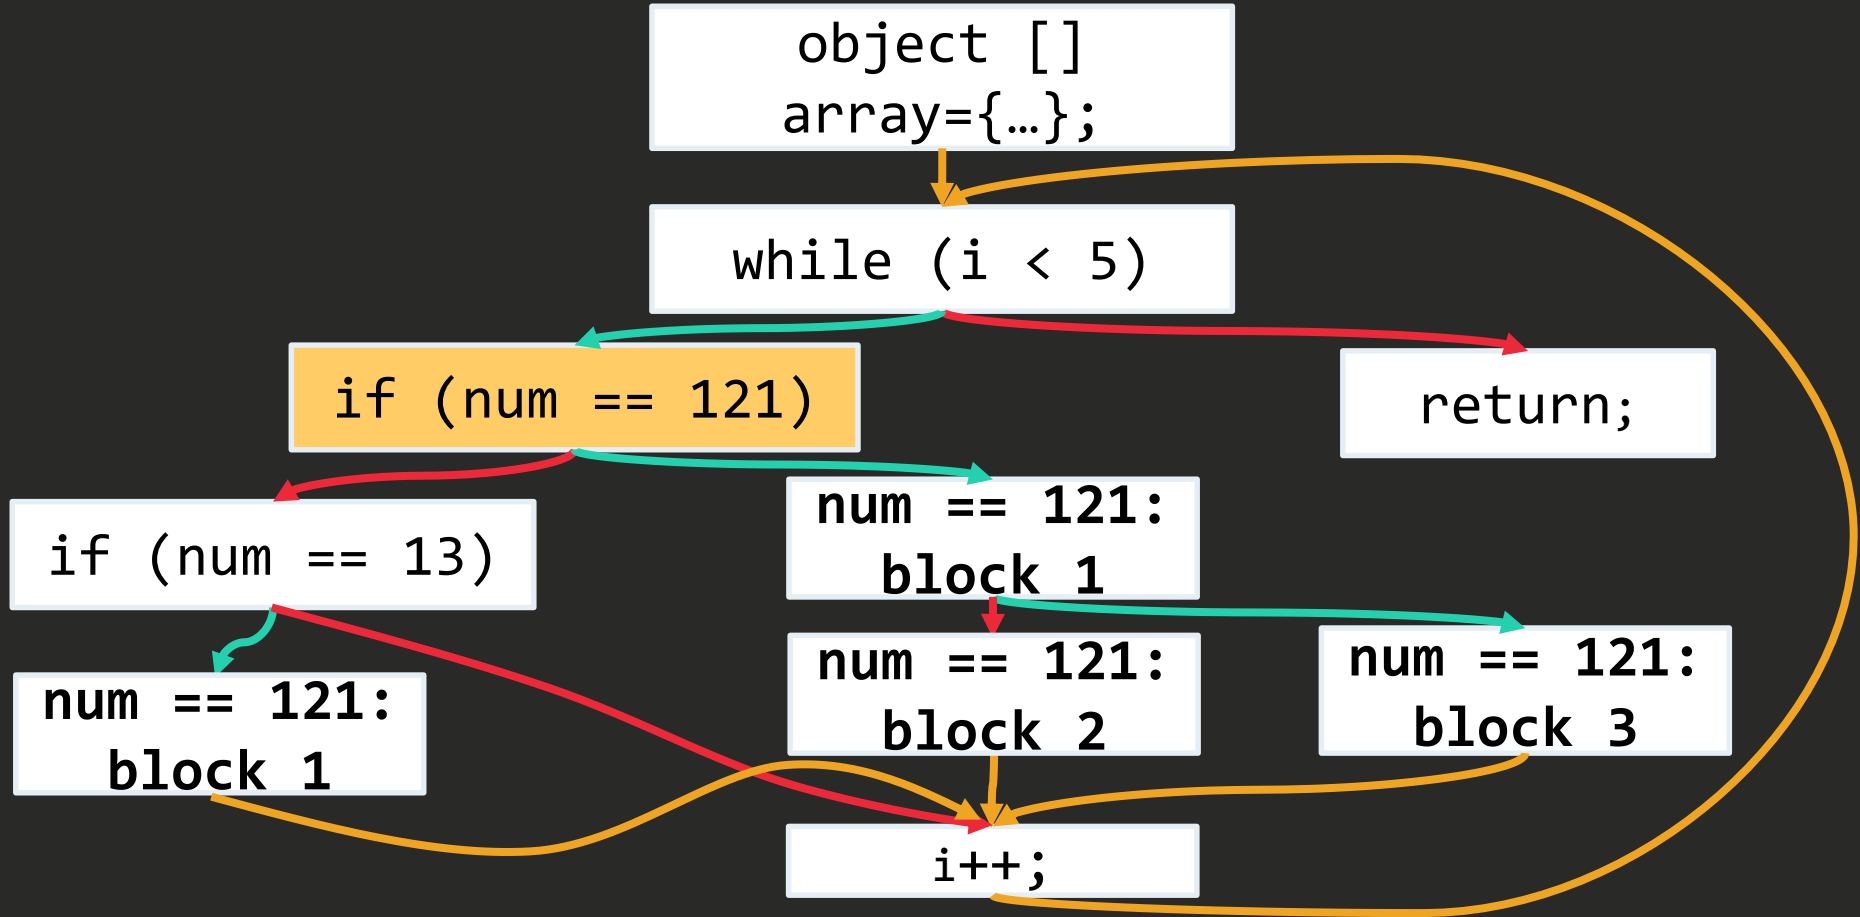 object []
array={…};
while (i < 5)
if (num == 121)
return;
if (num == 13)
num == 121:
block 1
num == 121:
block 1
num == 121:
block 2
num == 121:
block 3
i++;